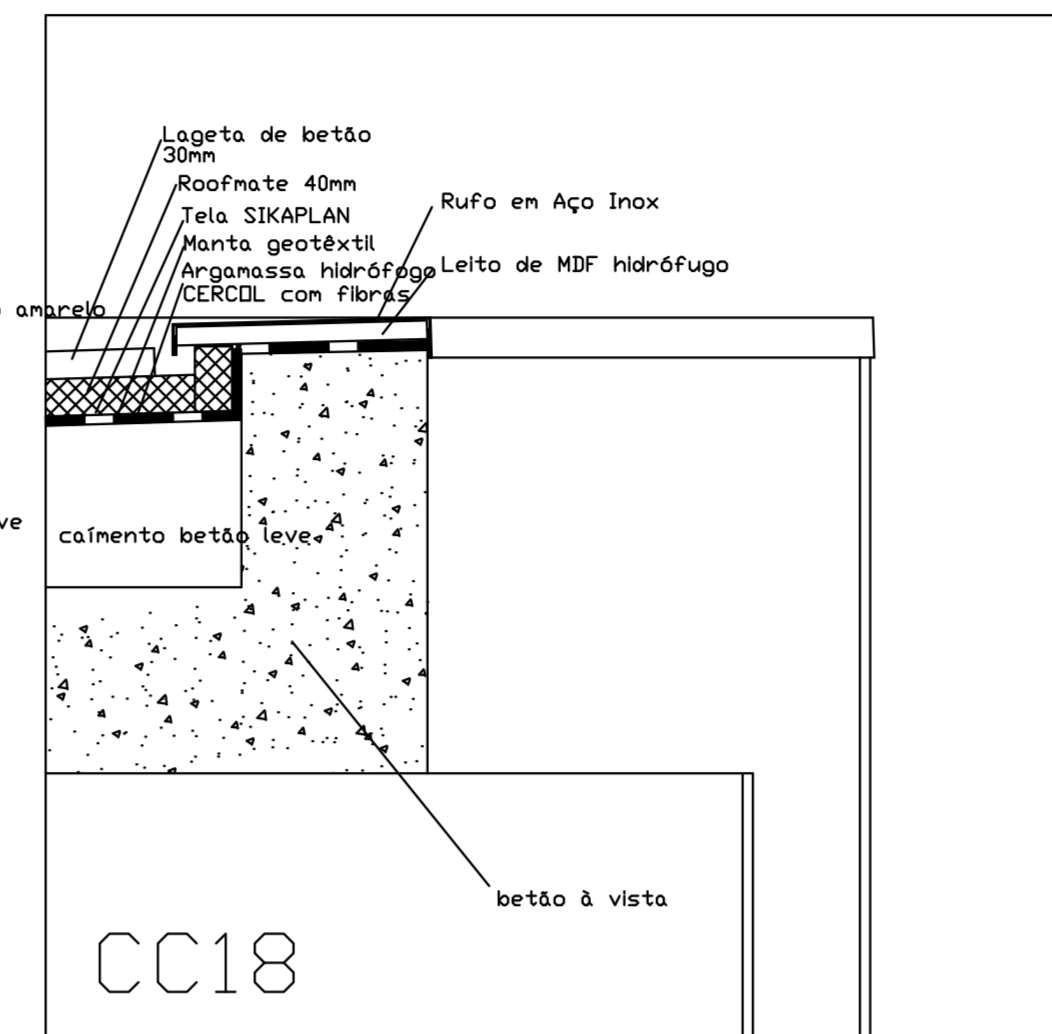 Lageta de betão
30mm
Roofmate 40mm
Tela SIKAPLAN
Manta geotêxtil
Argamassa hidrófogo
CERCOL com fibras
Rufo em Aço Inox
Leito de MDF hidrófugo
amarelo
ve
caímento betão leve
betão à vista
CC18